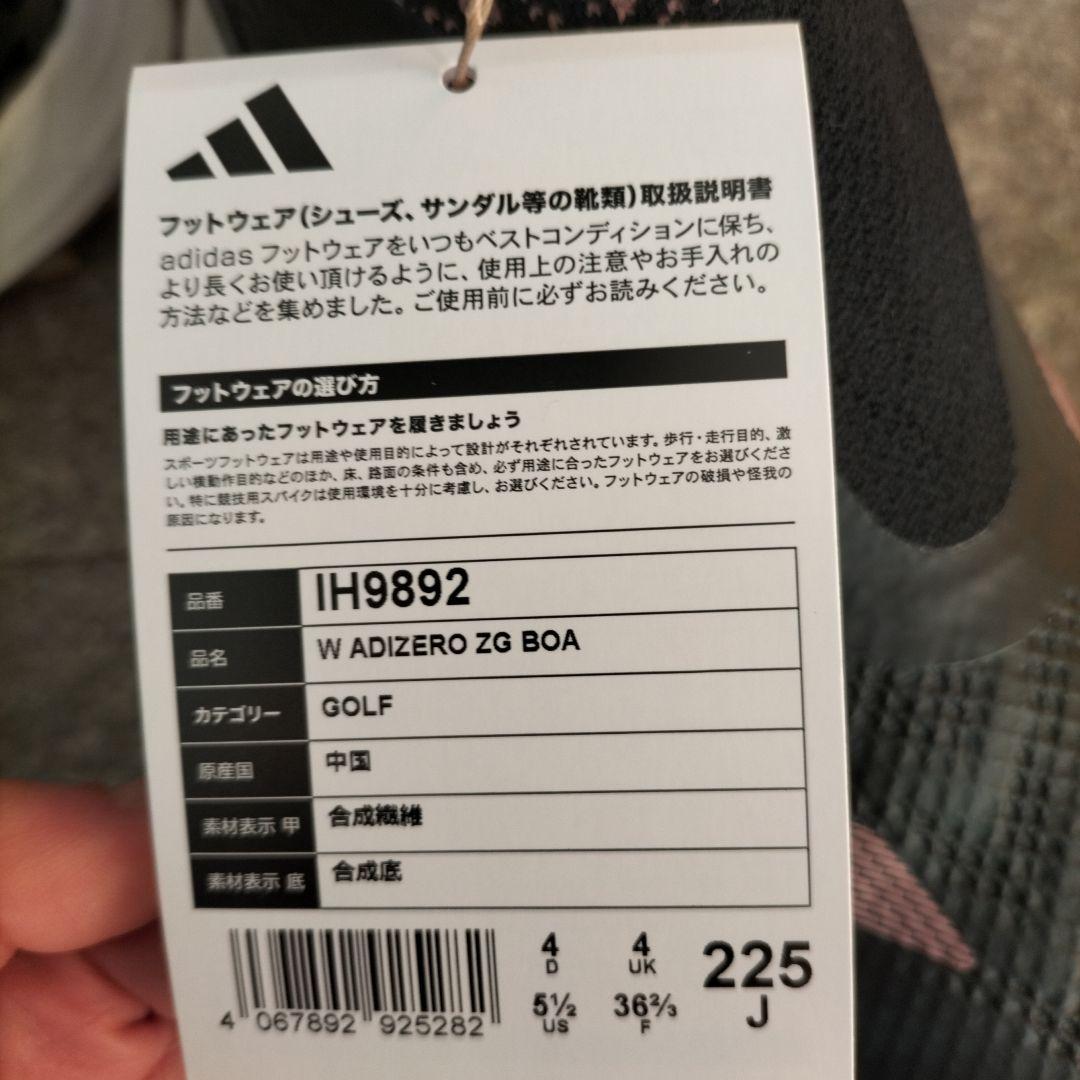 フットウェア(シューズ、サンダル等の靴類)取扱説明書
adidas フットウェアをいつもベストコンディションに保ち、
より長くお使い頂けるように、使用上の注意やお手入れの
方法などを集めました。ご使用前に必ずお読みください。
フットウェアの選び方
用途にあったフットウェアを履きましょう
スポーツフットウェアは用途や使用目的によって設計がそれぞれされています。歩行・走行目的、激
しい横動作目的などのほか、床、路面の条件も含め、必ず用途に合ったフットウェアをお選びくださ
い。特に競技用スパイクは使用環境を十分に考慮し、お選びください。フットウェアの破損や怪我の
原因になります。
品番 IH9892
品名 W ADIZERO ZG BOA
カテゴリー GOLF
原産国 中国
素材表示 甲 合成繊維
素材表示 底 合成底
4 D 4 UK 225 J
5½ US 36⅔ F
4 067892 925282